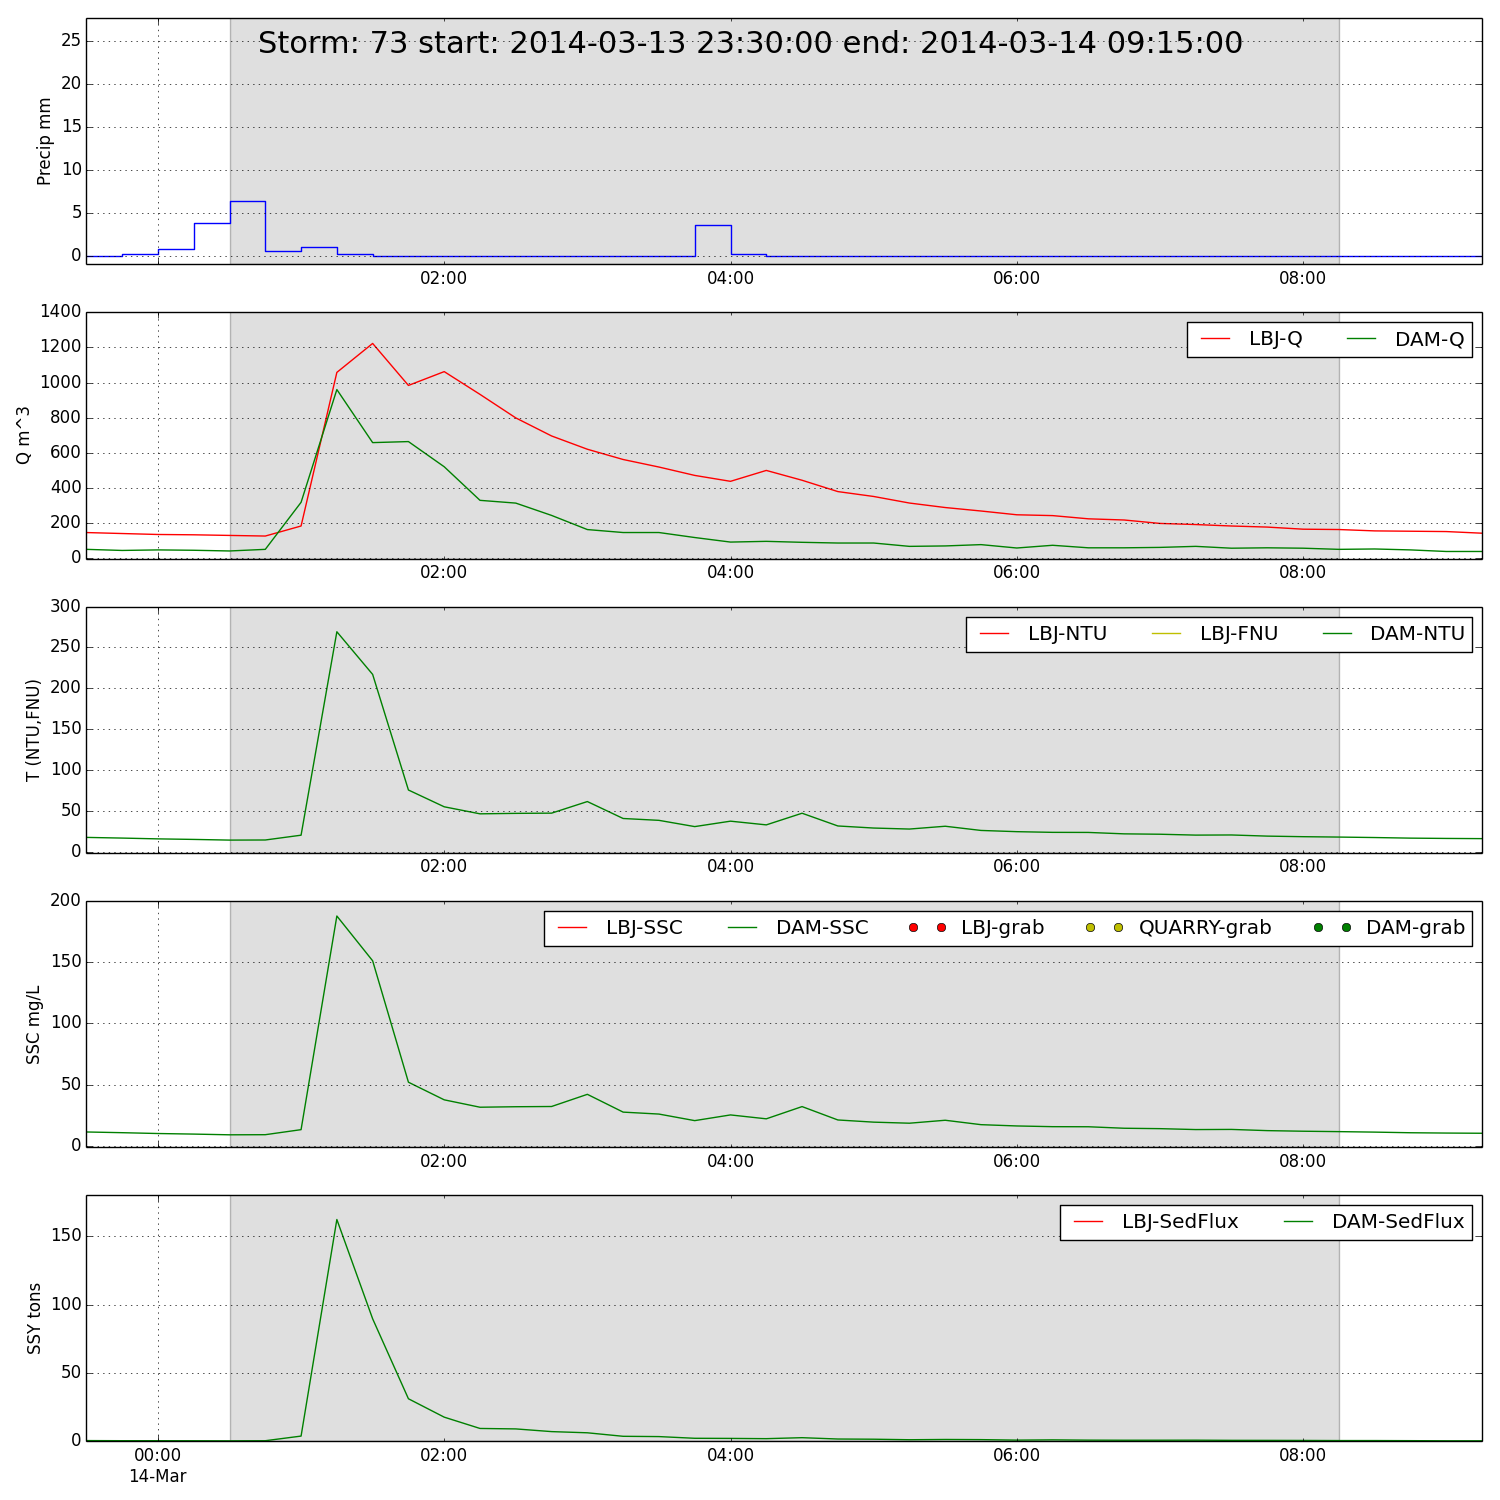 Storm: 73 start: 2014-03-13 23:30:00 end: 2014-03-14 09:15:00
Precip mm
25
20
15
10
5
0
02:00 04:00 06:00 08:00
Q m^3
1400
1200
1000
800
600
400
200
0
LBJ-Q DAM-Q
02:00 04:00 06:00 08:00
T (NTU,FNU)
300
250
200
150
100
50
0
LBJ-NTU LBJ-FNU DAM-NTU
02:00 04:00 06:00 08:00
SSC mg/L
200
150
100
50
0
LBJ-SSC DAM-SSC LBJ-grab QUARRY-grab DAM-grab
02:00 04:00 06:00 08:00
SSY tons
150
100
50
0
LBJ-SedFlux DAM-SedFlux
00:00 02:00 04:00 06:00 08:00
14-Mar